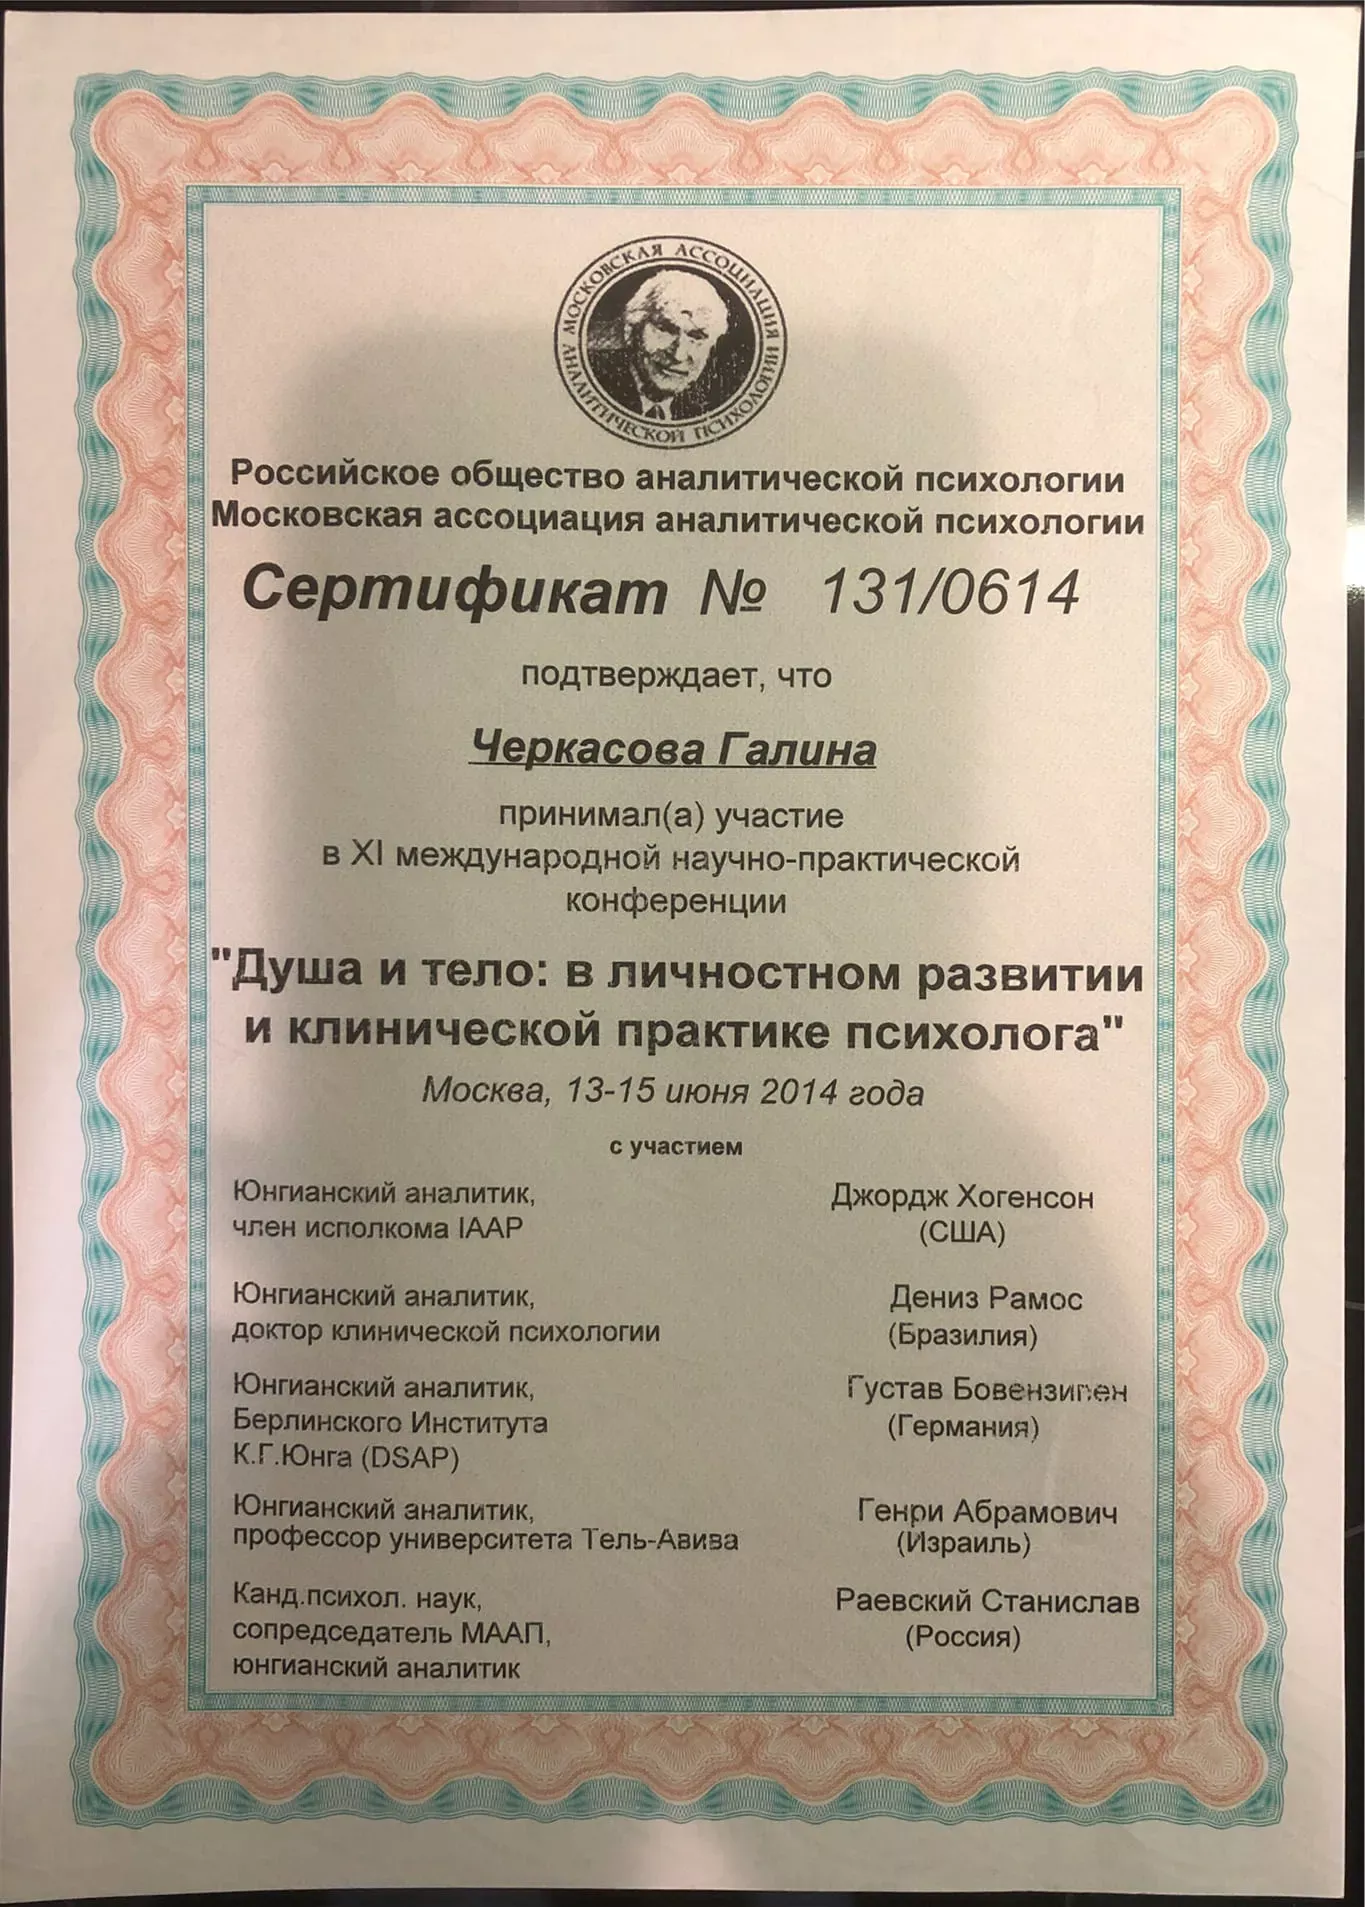 МОСКОВСКАЯ АССОЦИАЦИЯ
АНАЛИТИЧЕСКОЙ ПСИХОЛОГИИ
Российское общество аналитической психологии
Московская ассоциация аналитической психологии
Сертификат № 131/0614
подтверждает, что
Черкасова Галина
принимал(а) участие
в XI международной научно-практической
конференции
"Душа и тело: в личностном развитии
и клинической практике психолога"
Москва, 13-15 июня 2014 года
с участием
Юнгианский аналитик, Джордж Хогенсон
член исполкома IAAP (США)
Юнгианский аналитик, Дениз Рамос
доктор клинической психологии (Бразилия)
Юнгианский аналитик, Густав Бовензипен
Берлинского Института (Германия)
К.Г.Юнга (DSAP)
Юнгианский аналитик, Генри Абрамович
профессор университета Тель-Авива (Израиль)
Канд.психол. наук, Раевский Станислав
сопредседатель МААП, (Россия)
юнгианский аналитик